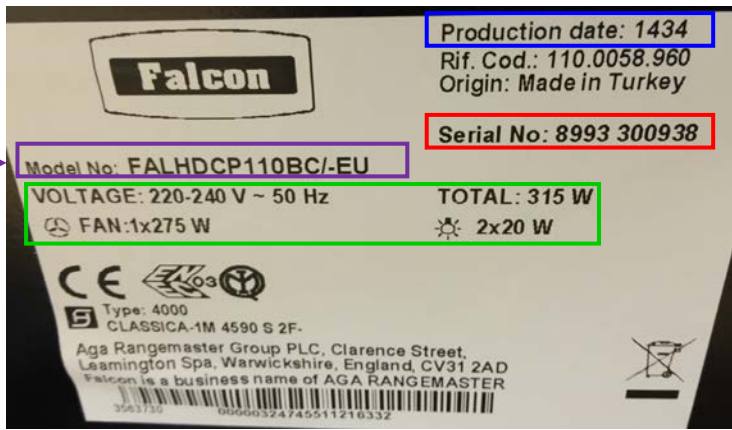 Falcon
Production date: 1434
Rif. Cod.: 110.0058.960
Origin: Made in Turkey
Serial No: 8993 300938
Model No: FALHDCP110BC/-EU
VOLTAGE: 220-240 V ~ 50 Hz TOTAL: 315 W
FAN:1x275 W 2x20 W
CE 03
Type: 4000
CLASSICA-1M 4590 S 2F-
Aga Rangemaster Group PLC, Clarence Street,
Leamington Spa, Warwickshire, England, CV31 2AD
Falcon is a business name of AGA RANGEMASTER
3563730 00000324745511216332